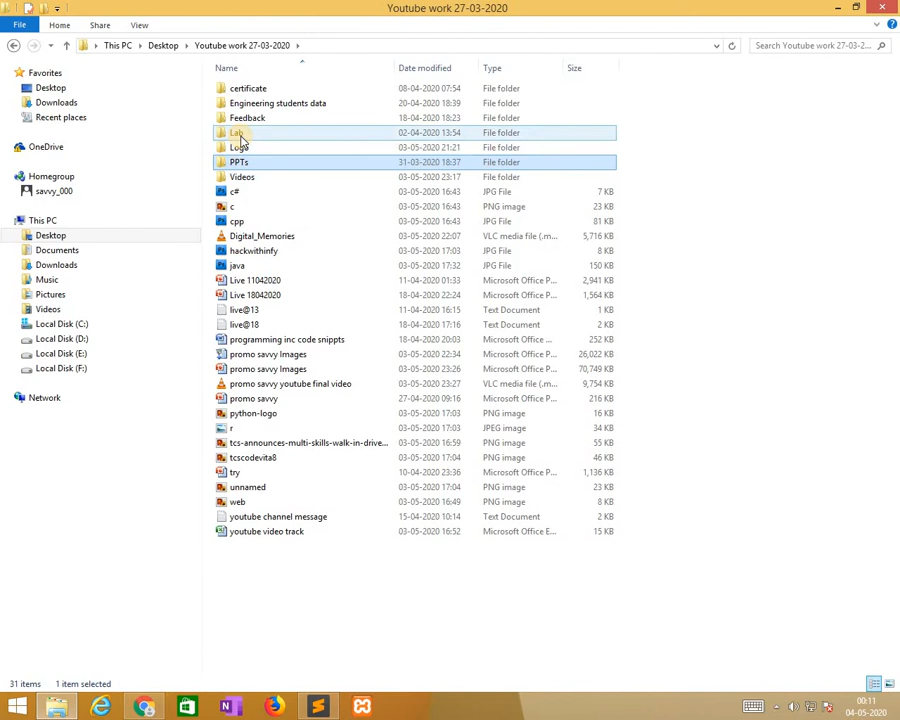 Youtube work 27-03-2020
File Home Share View
This PC Desktop Youtube work 27-03-2020 Search Youtube work 27-03-2...
Name Date modified Type Size
Favorites
Desktop
Downloads
Recent places
OneDrive
Homegroup
savvy_000
This PC
Desktop
Documents
Downloads
Music
Pictures
Videos
Local Disk (C:)
Local Disk (D:)
Local Disk (E:)
Local Disk (F:)
Network
certificate 08-04-2020 07:54 File folder
Engineering students data 20-04-2020 18:39 File folder
Feedback 18-04-2020 18:23 File folder
Lab 02-04-2020 13:54 File folder
Logo 03-05-2020 21:21 File folder
PPTs 31-03-2020 18:37 File folder
Videos 03-05-2020 23:17 File folder
c# 03-05-2020 16:43 JPG File 7 KB
c 03-05-2020 16:43 PNG image 23 KB
cpp 03-05-2020 16:43 JPG File 81 KB
Digital_Memories 03-05-2020 22:07 VLC media file (.m... 5,716 KB
hackwithinfy 03-05-2020 17:03 JPG File 8 KB
java 03-05-2020 17:32 JPG File 150 KB
Live 11042020 11-04-2020 01:33 Microsoft Office P... 2,941 KB
Live 18042020 18-04-2020 22:24 Microsoft Office P... 1,564 KB
live@13 11-04-2020 16:15 Text Document 1 KB
live@18 18-04-2020 17:16 Text Document 2 KB
programming inc code snippts 18-04-2020 20:03 Microsoft Office ... 252 KB
promo savvy Images 03-05-2020 22:34 Microsoft Office P... 26,022 KB
promo savvy Images 03-05-2020 23:26 Microsoft Office P... 70,749 KB
promo savvy youtube final video 03-05-2020 23:27 VLC media file (.m... 9,754 KB
promo savvy 27-04-2020 09:16 Microsoft Office P... 216 KB
python-logo 03-05-2020 17:03 PNG image 16 KB
r 03-05-2020 17:03 JPEG image 34 KB
tcs-announces-multi-skills-walk-in-drive... 03-05-2020 16:59 PNG image 55 KB
tcscodevita8 03-05-2020 17:04 PNG image 46 KB
try 10-04-2020 23:36 Microsoft Office P... 1,136 KB
unnamed 03-05-2020 17:04 PNG image 23 KB
web 03-05-2020 16:49 PNG image 8 KB
youtube channel message 15-04-2020 10:14 Text Document 2 KB
youtube video track 03-05-2020 16:52 Microsoft Office E... 15 KB
31 items 1 item selected
00:11
04-05-2020